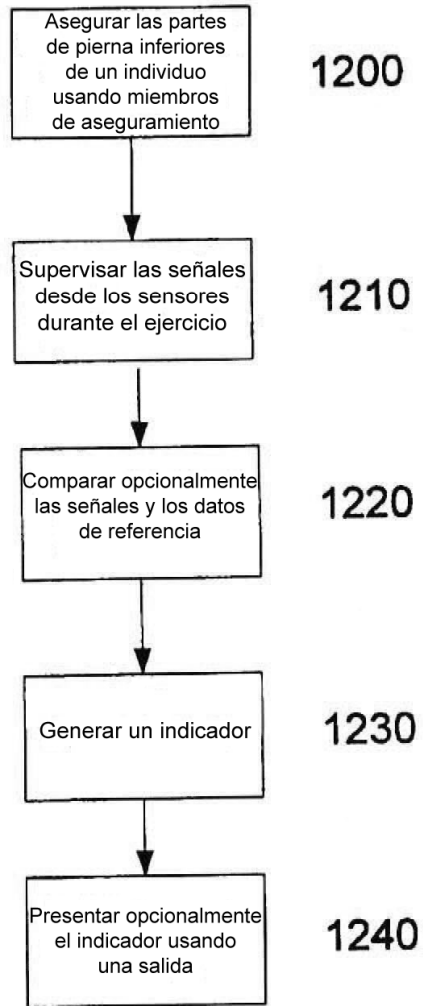 Asegurar las partes
de pierna inferiores
de un individuo
usando miembros
de aseguramiento
1200
Supervisar las señales
desde los sensores
durante el ejercicio
1210
Comparar opcionalmente
las señales y los datos
de referencia
1220
Generar un indicador
1230
Presentar opcionalmente
el indicador usando
una salida
1240